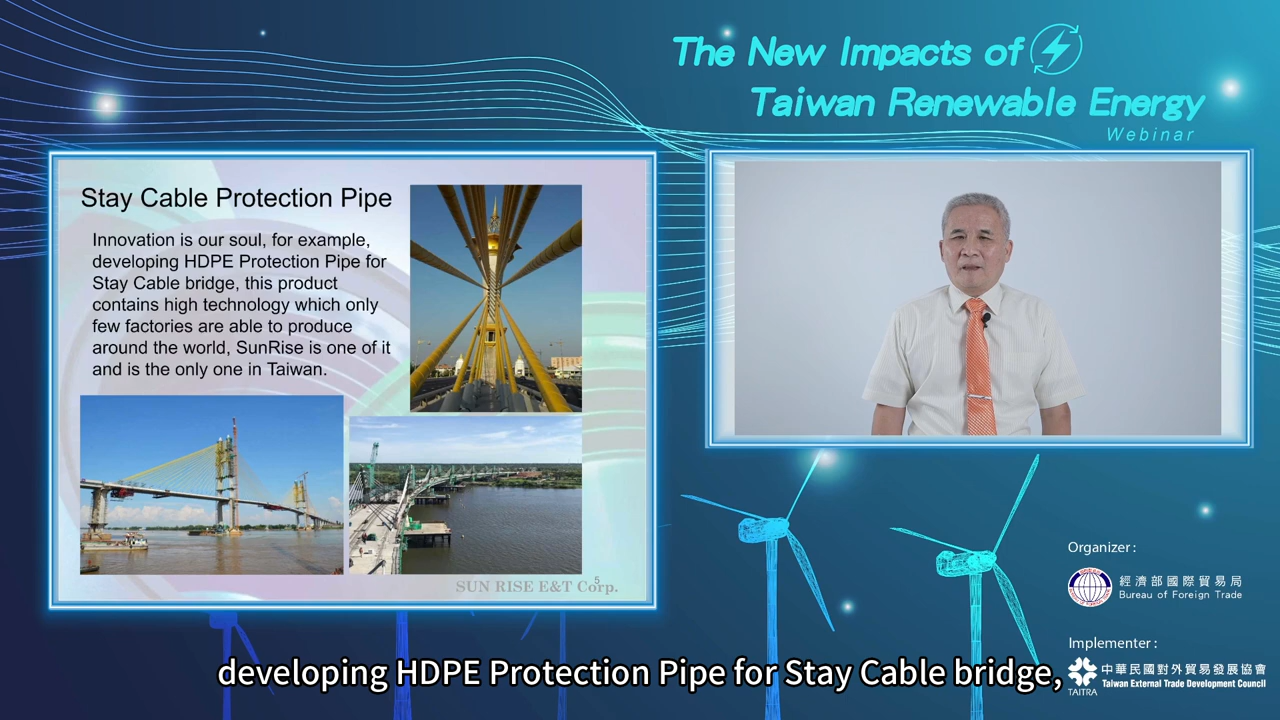 The New Impacts of
Taiwan Renewable Energy
Webinar
Stay Cable Protection Pipe
Innovation is our soul, for example,
developing HDPE Protection Pipe for
Stay Cable bridge, this product
contains high technology which only
few factories are able to produce
around the world, SunRise is one of it
and is the only one in Taiwan.
5
SUN RISE E&T Corp.
Organizer :
經濟部國際貿易局
Bureau of Foreign Trade
Implementer :
中華民國對外貿易發展協會
Taiwan External Trade Development Council
TAITRA
developing HDPE Protection Pipe for Stay Cable bridge,